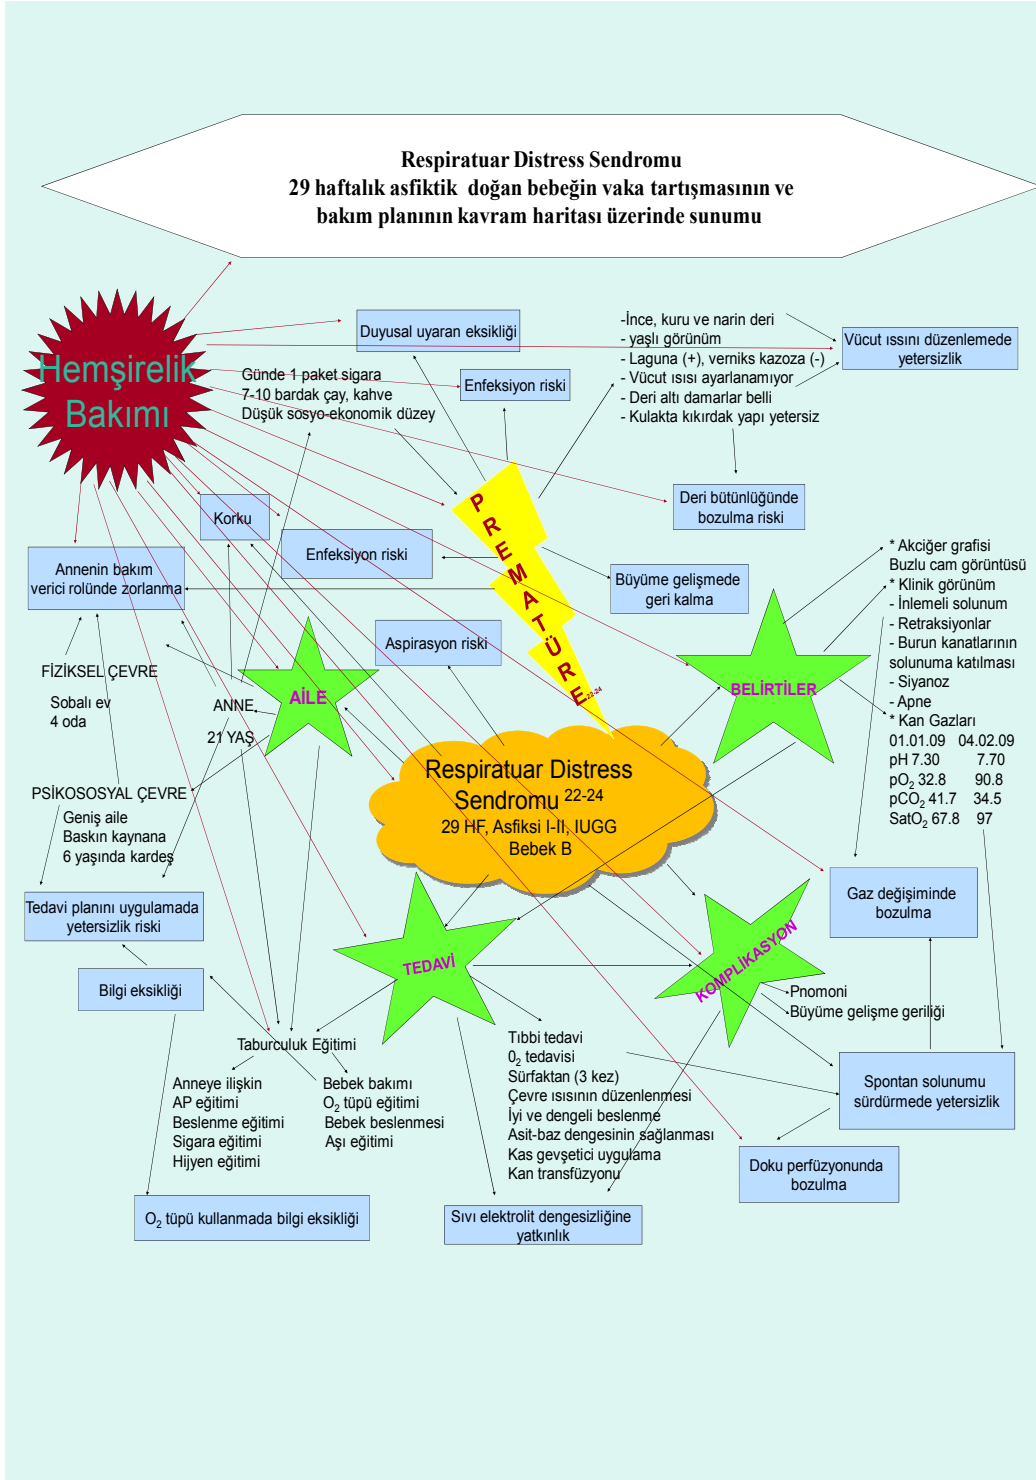 Respiratuar Distress Sendromu
29 haftalık asfiktik doğan bebeğin vaka tartışmasının ve
bakım planının kavram haritası üzerinde sunumu
Hemşirelik
Bakımı
Duyusal uyaran eksikliği
Günde 1 paket sigara
7-10 bardak çay, kahve
Düşük sosyo-ekonomik düzey
Enfeksiyon riski
-İnce, kuru ve narin deri
- yaşlı görünüm
- Laguna (+), verniks kazoza (-)
- Vücut ısısı ayarlanamıyor
- Deri altı damarlar belli
- Kulakta kıkırdak yapı yetersiz
Vücut ıssını düzenlemede
yetersizlik
Deri bütünlüğünde
bozulma riski
PREMATÜRE 22-24
Korku
Enfeksiyon riski
Annenin bakım
verici rolünde zorlanma
Büyüme gelişmede
geri kalma
Aspirasyon riski
* Akciğer grafisi
Buzlu cam görüntüsü
* Klinik görünüm
- İnlemeli solunum
- Retraksiyonlar
- Burun kanatlarının
solunuma katılması
- Siyanoz
- Apne
* Kan Gazları
01.01.09 04.02.09
pH 7.30 7.70
pO2 32.8 90.8
pCO2 41.7 34.5
SatO2 67.8 97
BELİRTİLER
FİZİKSEL ÇEVRE
Sobalı ev
4 oda
AİLE
ANNE
21 YAŞ
PSİKOSOSYAL ÇEVRE
Geniş aile
Baskın kaynana
6 yaşında kardeş
Respiratuar Distress
Sendromu 22-24
29 HF, Asfiksi I-II, IUGG
Bebek B
Tedavi planını uygulamada
yetersizlik riski
Gaz değişiminde
bozulma
TEDAVİ
KOMPLİKASYON
Bilgi eksikliği
Pnomoni
Büyüme gelişme geriliği
Taburculuk Eğitimi
Anneye ilişkin
AP eğitimi
Beslenme eğitimi
Sigara eğitimi
Hijyen eğitimi
Bebek bakımı
O2 tüpü eğitimi
Bebek beslenmesi
Aşı eğitimi
Tıbbi tedavi
02 tedavisi
Sürfaktan (3 kez)
Çevre ısısının düzenlenmesi
İyi ve dengeli beslenme
Asit-baz dengesinin sağlanması
Kas gevşetici uygulama
Kan transfüzyonu
Spontan solunumu
sürdürmede yetersizlik
Doku perfüzyonunda
bozulma
O2 tüpü kullanmada bilgi eksikliği
Sıvı elektrolit dengesizliğine
yatkınlık